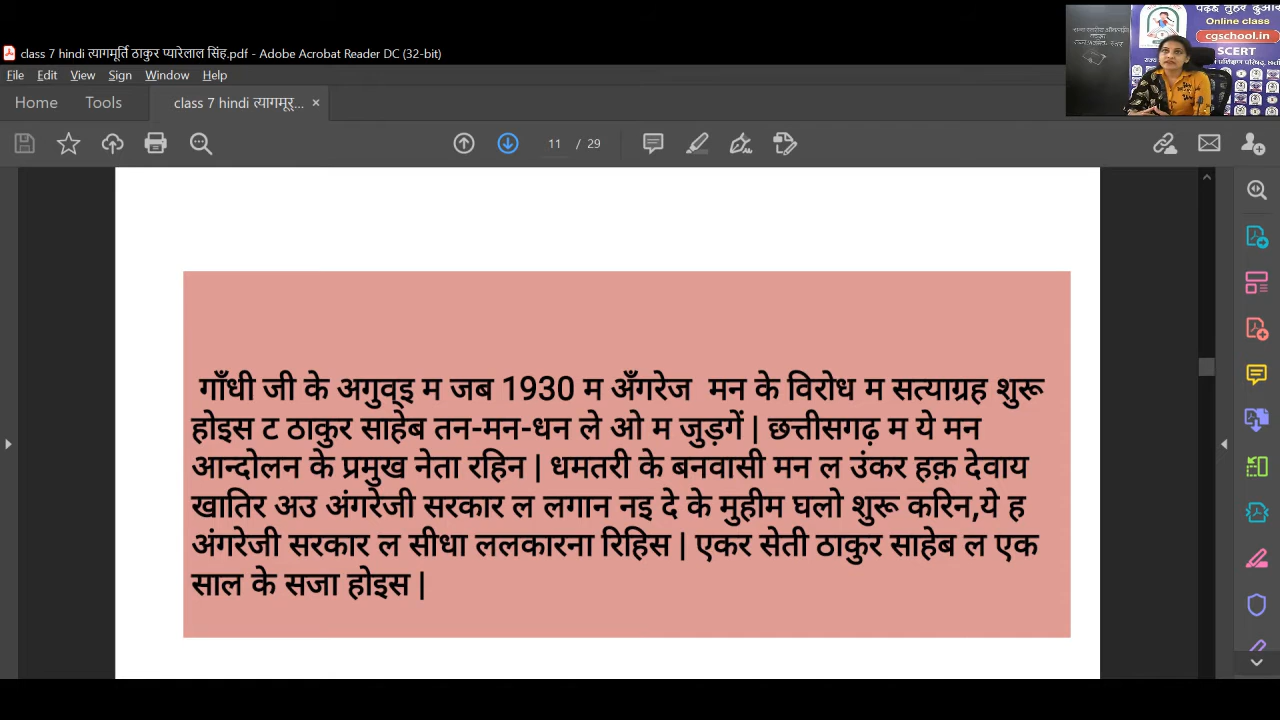 class 7 hindi त्यागमूर्ति ठाकुर प्यारेलाल सिंह.pdf - Adobe Acrobat Reader DC (32-bit)
File Edit View Sign Window Help
Home Tools class 7 hindi त्यागमूर्... ×
11 / 29
पढ़ई तुंहर दुआर
Online class
cgschool.in
SCERT
गाँधी जी के अगुव्इ म जब 1930 म अँगरेज मन के विरोध म सत्याग्रह शुरू
होइस ट ठाकुर साहेब तन-मन-धन ले ओ म जुड़गें | छत्तीसगढ़ म ये मन
आन्दोलन के प्रमुख नेता रहिन | धमतरी के बनवासी मन ल उंकर हक़ देवाय
खातिर अउ अंगरेजी सरकार ल लगान नइ दे के मुहीम घलो शुरू करिन,ये ह
अंगरेजी सरकार ल सीधा ललकारना रिहिस | एकर सेती ठाकुर साहेब ल एक
साल के सजा होइस |